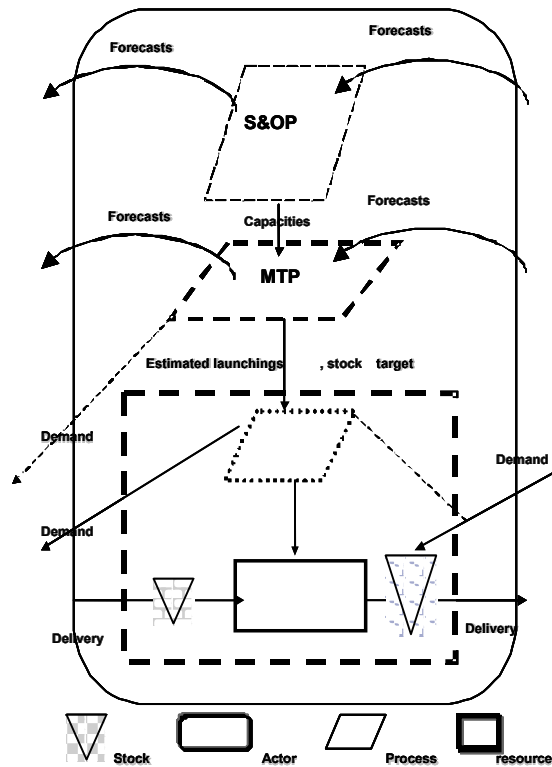 Forecasts
Forecasts
S&OP
Forecasts
Capacities
Forecasts
MTP
Estimated launchings , stock target
Demand
Demand
Demand
Delivery
Delivery
Stock
Actor
Process
resource